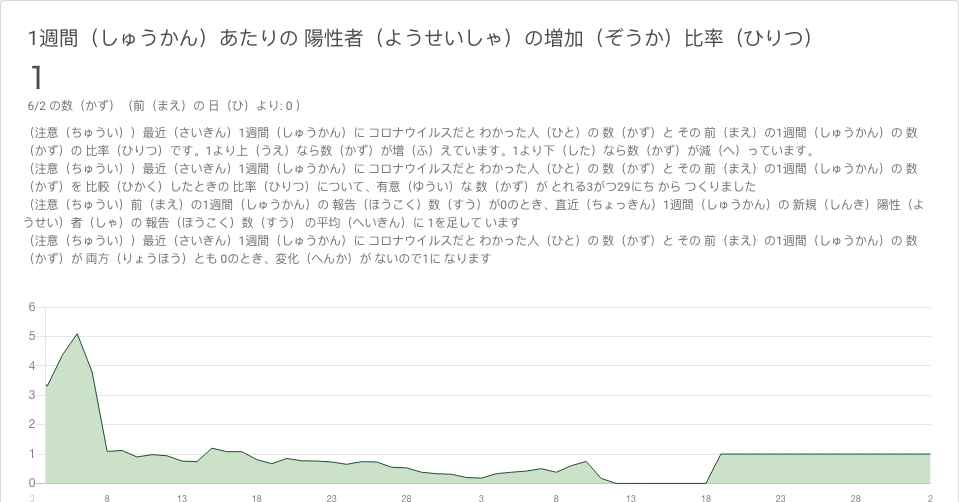 1週間（しゅうかん）あたりの 陽性者（ようせいしゃ）の増加（ぞうか）比率（ひりつ）
1
6/2 の数（かず）（前（まえ）の 日（ひ）より: 0 ）
（注意（ちゅうい））最近（さいきん）1週間（しゅうかん）に コロナウイルスだと わかった人（ひと）の 数（かず）と その 前（まえ）の1週間（しゅうかん）の 数
（かず）の 比率（ひりつ）です。1より上（うえ）なら数（かず）が増（ふ）えています。1より下（した）なら数（かず）が減（へ）っています。
（注意（ちゅうい））最近（さいきん）1週間（しゅうかん）に コロナウイルスだと わかった人（ひと）の 数（かず）と その 前（まえ）の1週間（しゅうかん）の 数
（かず）を 比較（ひかく）したときの 比率（ひりつ）について、有意（ゆうい）な 数（かず）が とれる3がつ29にち から つくりました
（注意（ちゅうい））前（まえ）の1週間（しゅうかん）の 報告（ほうこく）数（すう）が0のとき、直近（ちょっきん）1週間（しゅうかん）の 新規（しんき）陽性（よ
うせい）者（しゃ）の 報告（ほうこく）数（すう） の平均（へいきん）に 1を足して います
（注意（ちゅうい））最近（さいきん）1週間（しゅうかん）に コロナウイルスだと わかった人（ひと）の 数（かず）と その 前（まえ）の1週間（しゅうかん）の 数
（かず）が 両方（りょうほう）とも 0のとき、変化（へんか）が ないので1に なります
6
5
4
3
2
1
0
3 8 13 18 23 28 3 8 13 18 23 28 2